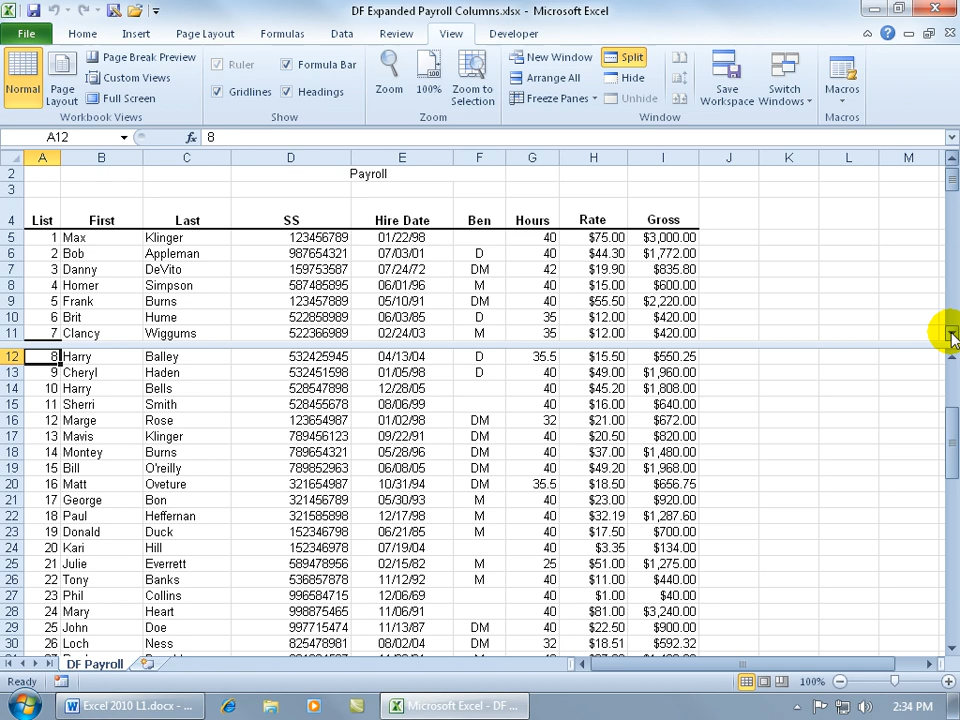 DF Expanded Payroll Columns.xlsx - Microsoft Excel
File Home Insert Page Layout Formulas Data Review View Developer
Normal Page Layout Page Break Preview Custom Views Full Screen
Workbook Views
Ruler Formula Bar
Gridlines Headings
Show
Zoom 100% Zoom to Selection
Zoom
New Window Arrange All Freeze Panes Split Hide Unhide
Save Workspace Switch Windows
Window
Macros
Macros
A12 fx 8
A B C D E F G H I J K L M
2 Payroll
3
4 List First Last SS Hire Date Ben Hours Rate Gross
5 1 Max Klinger 123456789 01/22/98 40 $75.00 $3,000.00
6 2 Bob Appleman 987654321 07/03/01 D 40 $44.30 $1,772.00
7 3 Danny DeVito 159753587 07/24/72 DM 42 $19.90 $835.80
8 4 Homer Simpson 587485895 06/01/96 M 40 $15.00 $600.00
9 5 Frank Burns 123457889 05/10/91 DM 40 $55.50 $2,220.00
10 6 Brit Hume 522858989 06/03/85 D 35 $12.00 $420.00
11 7 Clancy Wiggums 522366989 02/24/03 M 35 $12.00 $420.00
12 8 Harry Balley 532425945 04/13/04 D 35.5 $15.50 $550.25
13 9 Cheryl Haden 532451598 01/05/98 D 40 $49.00 $1,960.00
14 10 Harry Bells 528547898 12/28/05 40 $45.20 $1,808.00
15 11 Sherri Smith 528455678 08/06/99 40 $16.00 $640.00
16 12 Marge Rose 123654987 01/02/98 DM 32 $21.00 $672.00
17 13 Mavis Klinger 789456123 09/22/91 DM 40 $20.50 $820.00
18 14 Montey Burns 789654321 05/28/96 DM 40 $37.00 $1,480.00
19 15 Bill O'reilly 789852963 06/08/05 DM 40 $49.20 $1,968.00
20 16 Matt Oveture 321654987 10/31/94 DM 35.5 $18.50 $656.75
21 17 George Bon 321456789 05/30/93 M 40 $23.00 $920.00
22 18 Paul Heffernan 321585898 12/17/98 M 40 $32.19 $1,287.60
23 19 Donald Duck 152346798 06/21/85 M 40 $17.50 $700.00
24 20 Kari Hill 152346978 07/19/04 40 $3.35 $134.00
25 21 Julie Everrett 589478956 02/15/82 M 25 $51.00 $1,275.00
26 22 Tony Banks 536857878 11/12/92 M 40 $11.00 $440.00
27 23 Phil Collins 996584715 12/06/69 40 $1.00 $40.00
28 24 Mary Heart 998875465 11/06/91 40 $81.00 $3,240.00
29 25 John Doe 997715474 11/13/87 DM 40 $22.50 $900.00
30 26 Loch Ness 825478981 08/02/04 DM 32 $18.51 $592.32
DF Payroll
Ready 100%
Excel 2010 L1.docx - ... Microsoft Excel - DF ... 2:34 PM